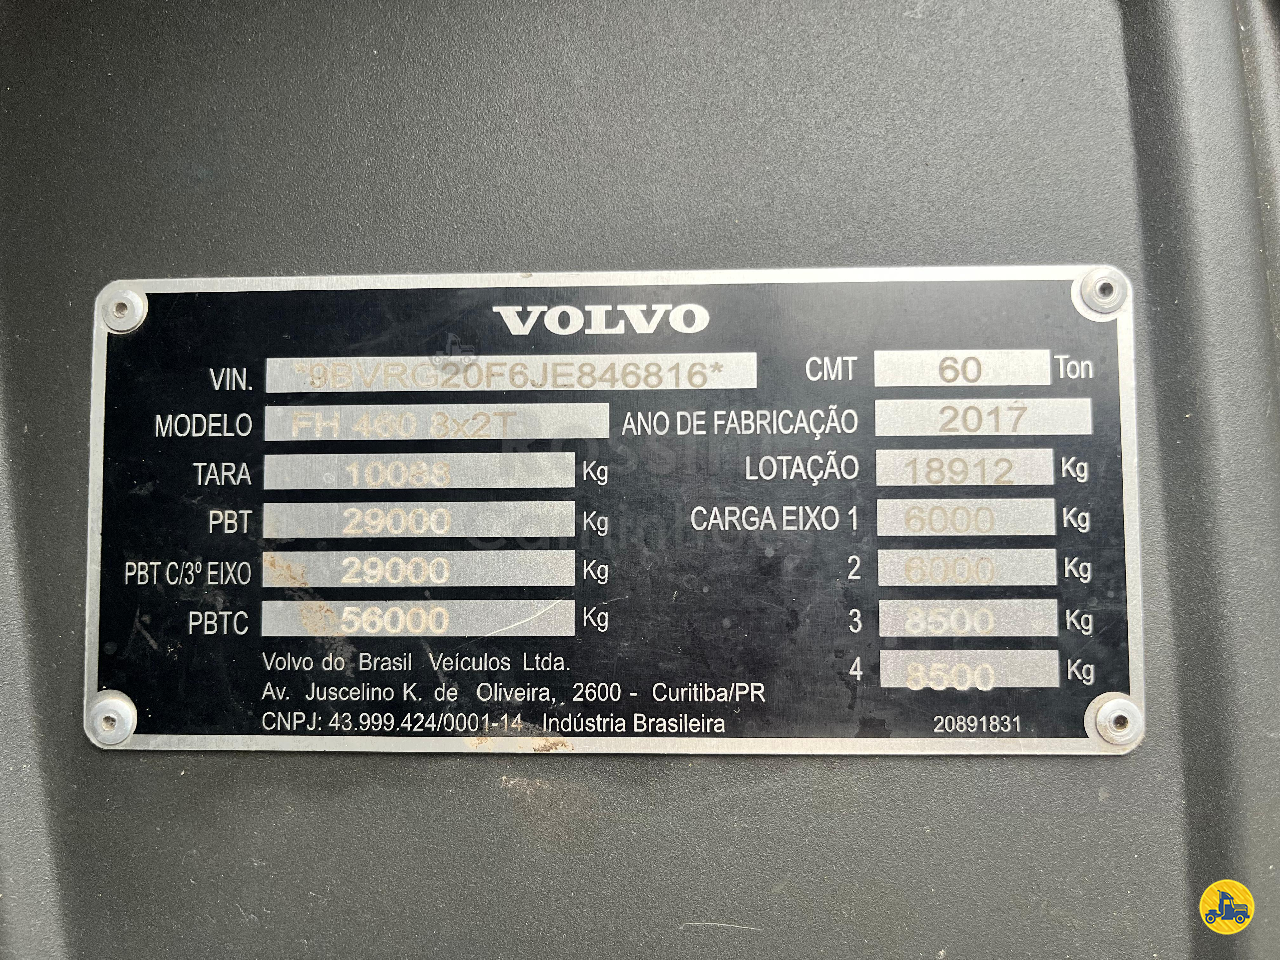 VOLVO
VIN. *9BVRG20F6JE846816* CMT 60 Ton
MODELO FH 460 8x2T ANO DE FABRICAÇÃO 2017
TARA 10088 Kg LOTAÇÃO 18912 Kg
PBT 29000 Kg CARGA EIXO 1 6000 Kg
PBT C/3º EIXO 29000 Kg 2 6000 Kg
PBTC 56000 Kg 3 8500 Kg
4 8500 Kg
Volvo do Brasil Veículos Ltda.
Av. Juscelino K. de Oliveira, 2600 - Curitiba/PR
CNPJ: 43.999.424/0001-14 Indústria Brasileira 20891831